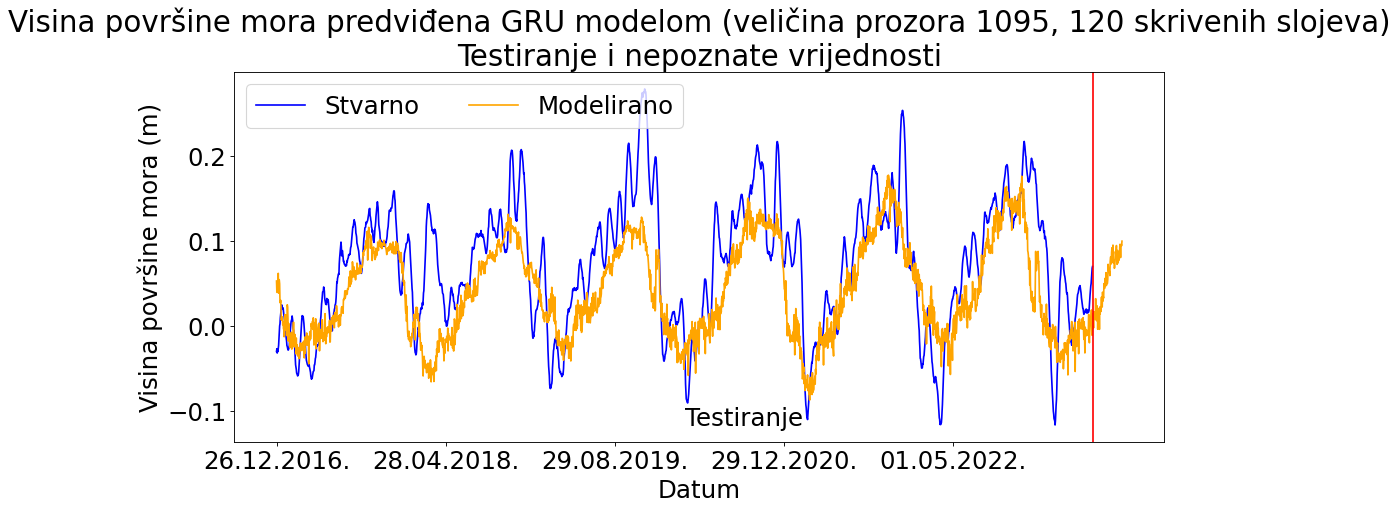 Visina površine mora predviđena GRU modelom (veličina prozora 1095, 120 skrivenih slojeva)
Testiranje i nepoznate vrijednosti
Stvarno Modelirano
Visina površine mora (m)
0.2
0.1
0.0
−0.1
Testiranje
26.12.2016. 28.04.2018. 29.08.2019. 29.12.2020. 01.05.2022.
Datum